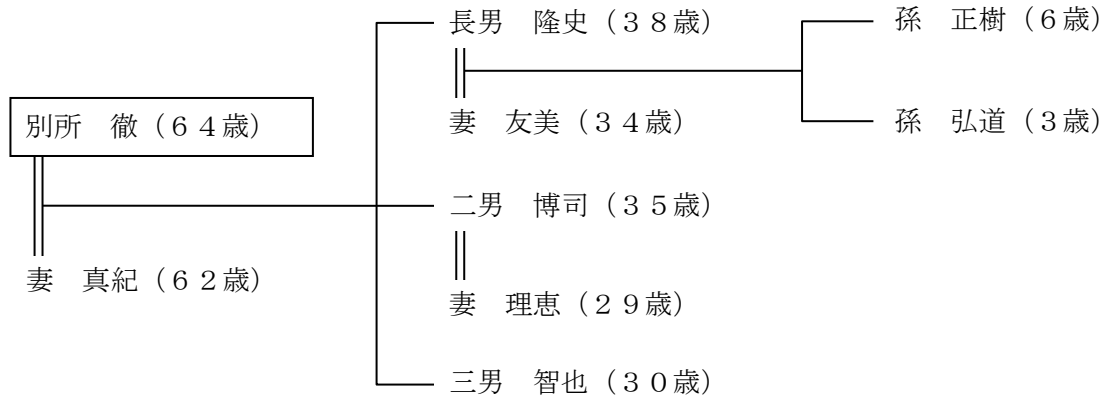 長男　隆史（３８歳）
孫　正樹（６歳）
別所　徹（６４歳）
妻　友美（３４歳）
孫　弘道（３歳）
二男　博司（３５歳）
妻　真紀（６２歳）
妻　理恵（２９歳）
三男　智也（３０歳）